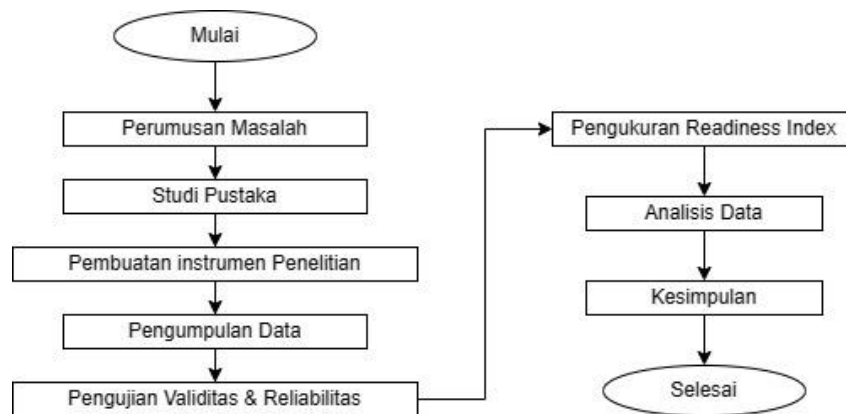 Mulai
Perumusan Masalah
Studi Pustaka
Pembuatan instrumen Penelitian
Pengumpulan Data
Pengujian Validitas & Reliabilitas
Pengukuran Readiness Index
Analisis Data
Kesimpulan
Selesai